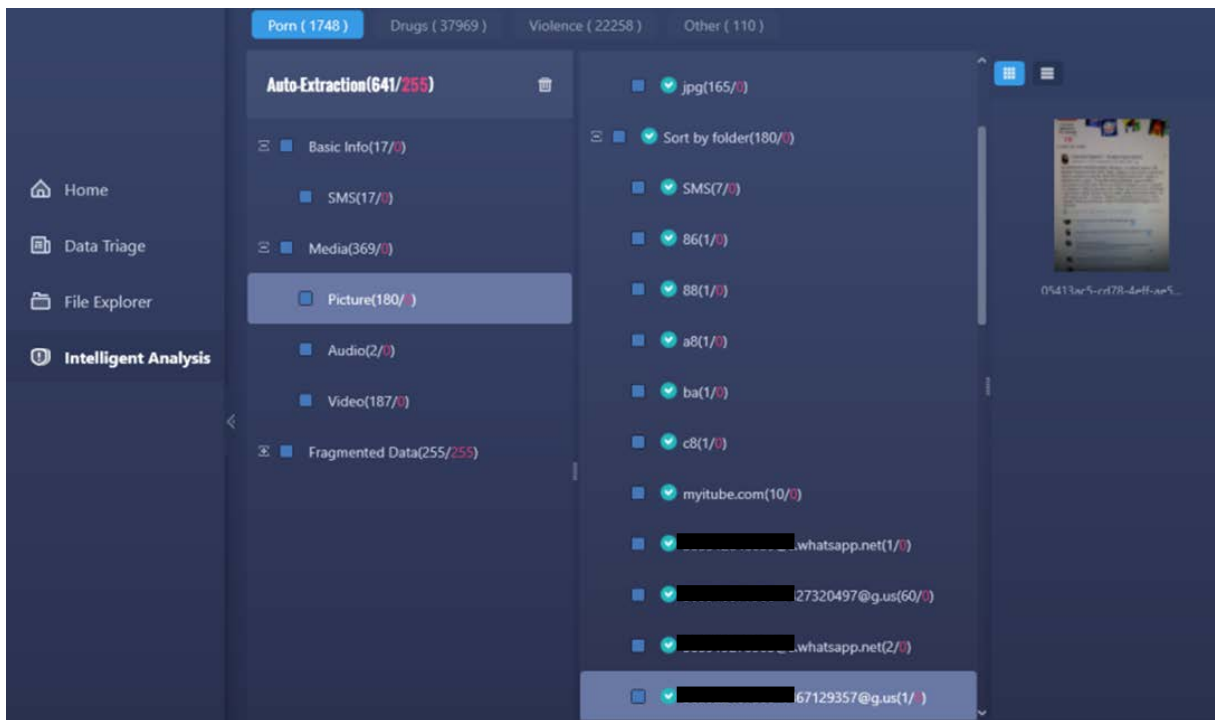 Porn ( 1748 )
Drugs ( 37969 )
Violence ( 22258 )
Other ( 110 )
Home
Data Triage
File Explorer
Intelligent Analysis
Auto-Extraction(641/255)
Basic Info(17/0)
SMS(17/0)
Media(369/0)
Picture(180/0)
Audio(2/0)
Video(187/0)
Fragmented Data(255/255)
jpg(165/0)
Sort by folder(180/0)
SMS(7/0)
86(1/0)
88(1/0)
a8(1/0)
ba(1/0)
c8(1/0)
myitube.com(10/0)
.whatsapp.net(1/0)
27320497@g.us(60/0)
.whatsapp.net(2/0)
67129357@g.us(1/0)
05413ac5-cd78-4eff-ae5...